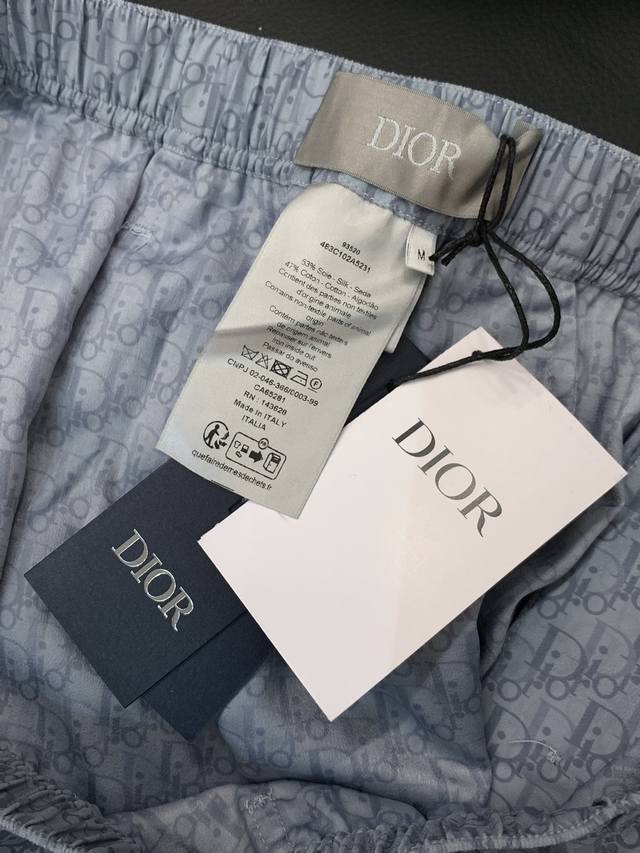 DIOR
M
93520
463C102A5231
53% Soie - Silk - Seda
47% Coton - Cotton - Algodão
Contient des parties non textiles
d'origine animale
Contains non-textile parts of animal
origin
Contém partes não têxteis
de origem animal
Repasser sur l'envers
Iron inside out
Passar do avesso
CNPJ 02-046-366/0003-99
CA65281
RN : 143628
Made in ITALY
ITALIA
quefairedemesdechets.fr
DIOR
DIOR